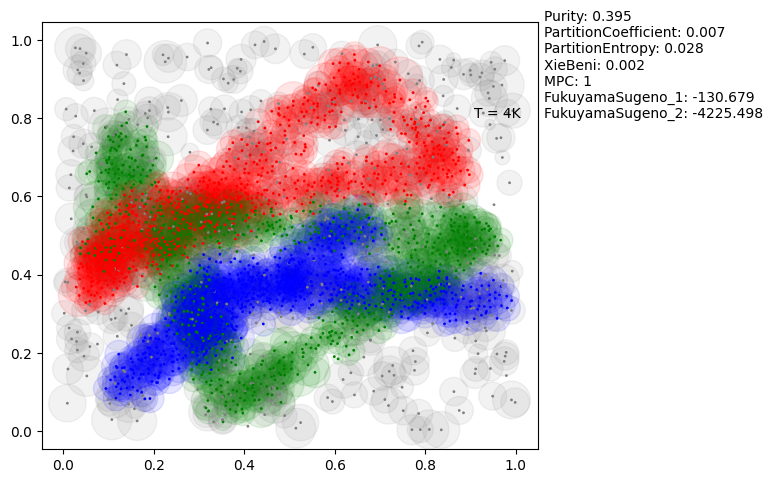 Purity: 0.395
PartitionCoefficient: 0.007
PartitionEntropy: 0.028
XieBeni: 0.002
MPC: 1
FukuyamaSugeno_1: -130.679
FukuyamaSugeno_2: -4225.498
T = 4K
1.0
0.8
0.6
0.4
0.2
0.0
0.0 0.2 0.4 0.6 0.8 1.0